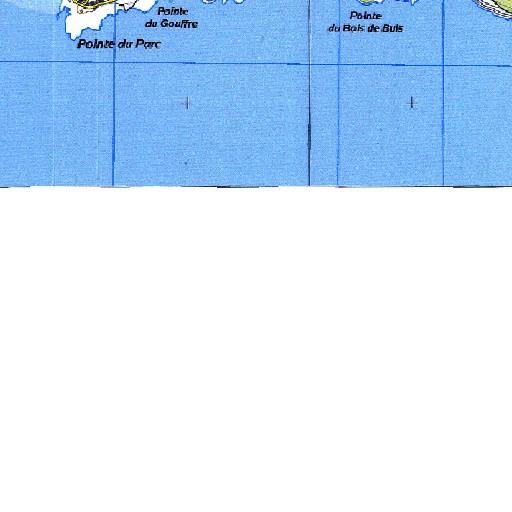 Pointe
du Gouffre
Pointe du Parc
Pointe
du Bois de Buis